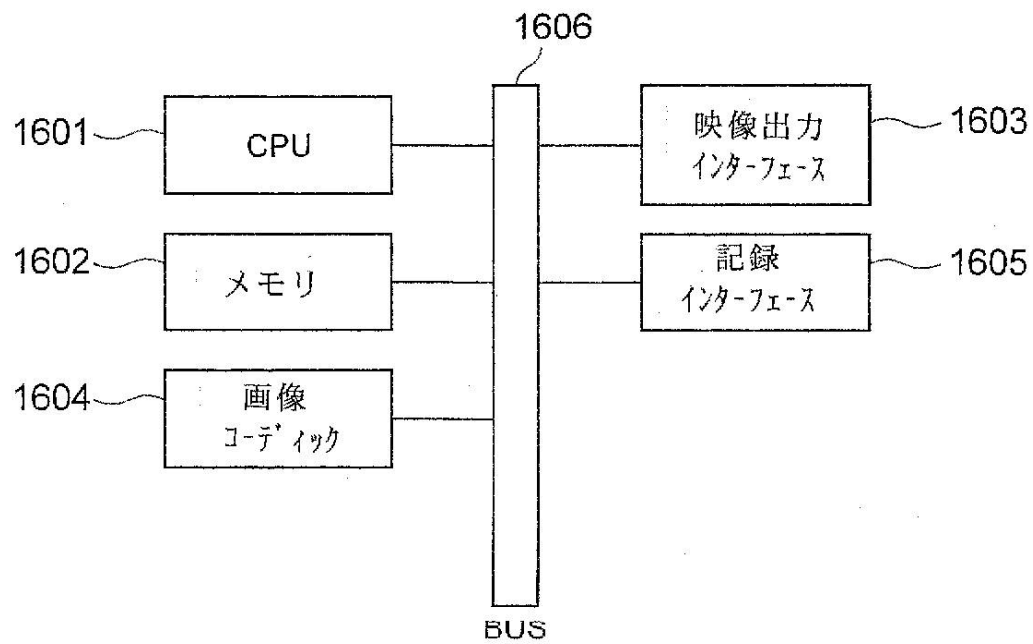 1606
1601
CPU
映像出力
インターフェース
1603
1602
メモリ
記録
インターフェース
1605
1604
画像
コーディック
BUS